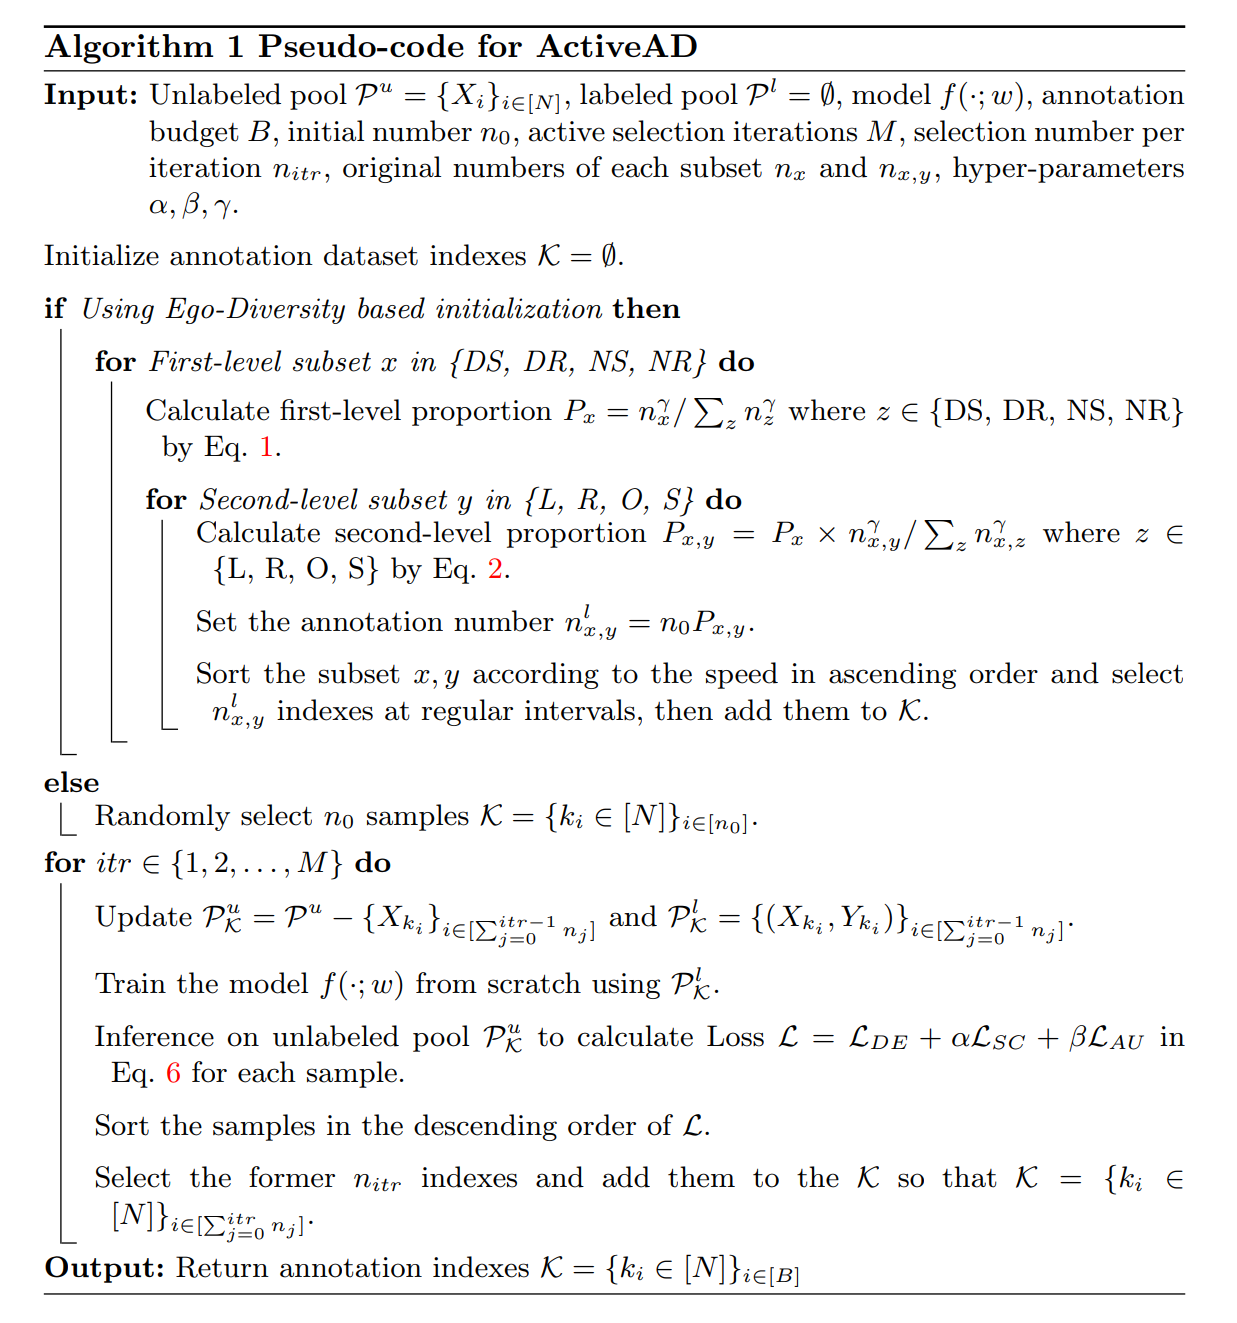 Algorithm 1 Pseudo-code for ActiveAD
Input: Unlabeled pool $\mathcal{P}^u = \{X_i\}_{i\in[N]}$, labeled pool $\mathcal{P}^l = \emptyset$, model $f(\cdot; w)$, annotation
budget $B$, initial number $n_0$, active selection iterations $M$, selection number per
iteration $n_{itr}$, original numbers of each subset $n_x$ and $n_{x,y}$, hyper-parameters
$\alpha, \beta, \gamma$.
Initialize annotation dataset indexes $\mathcal{K} = \emptyset$.
if Using Ego-Diversity based initialization then
for First-level subset x in {DS, DR, NS, NR} do
Calculate first-level proportion $P_x = n_x^\gamma / \sum_z n_z^\gamma$ where $z \in$ {DS, DR, NS, NR}
by Eq. 1.
for Second-level subset y in {L, R, O, S} do
Calculate second-level proportion $P_{x,y} = P_x \times n_{x,y}^\gamma / \sum_z n_{x,z}^\gamma$ where $z \in$
{L, R, O, S} by Eq. 2.
Set the annotation number $n_{x,y}^l = n_0 P_{x,y}$.
Sort the subset $x, y$ according to the speed in ascending order and select
$n_{x,y}^l$ indexes at regular intervals, then add them to $\mathcal{K}$.
else
Randomly select $n_0$ samples $\mathcal{K} = \{k_i \in [N]\}_{i\in[n_0]}$.
for $itr \in \{1, 2, \ldots, M\}$ do
Update $\mathcal{P}_{\mathcal{K}}^u = \mathcal{P}^u - \{X_{k_i}\}_{i\in[\sum_{j=0}^{itr-1} n_j]}$ and $\mathcal{P}_{\mathcal{K}}^l = \{(X_{k_i}, Y_{k_i})\}_{i\in[\sum_{j=0}^{itr-1} n_j]}$.
Train the model $f(\cdot; w)$ from scratch using $\mathcal{P}_{\mathcal{K}}^l$.
Inference on unlabeled pool $\mathcal{P}_{\mathcal{K}}^u$ to calculate Loss $\mathcal{L} = \mathcal{L}_{DE} + \alpha\mathcal{L}_{SC} + \beta\mathcal{L}_{AU}$ in
Eq. 6 for each sample.
Sort the samples in the descending order of $\mathcal{L}$.
Select the former $n_{itr}$ indexes and add them to the $\mathcal{K}$ so that $\mathcal{K} = \{k_i \in$
$[N]\}_{i\in[\sum_{j=0}^{itr} n_j]}$.
Output: Return annotation indexes $\mathcal{K} = \{k_i \in [N]\}_{i\in[B]}$